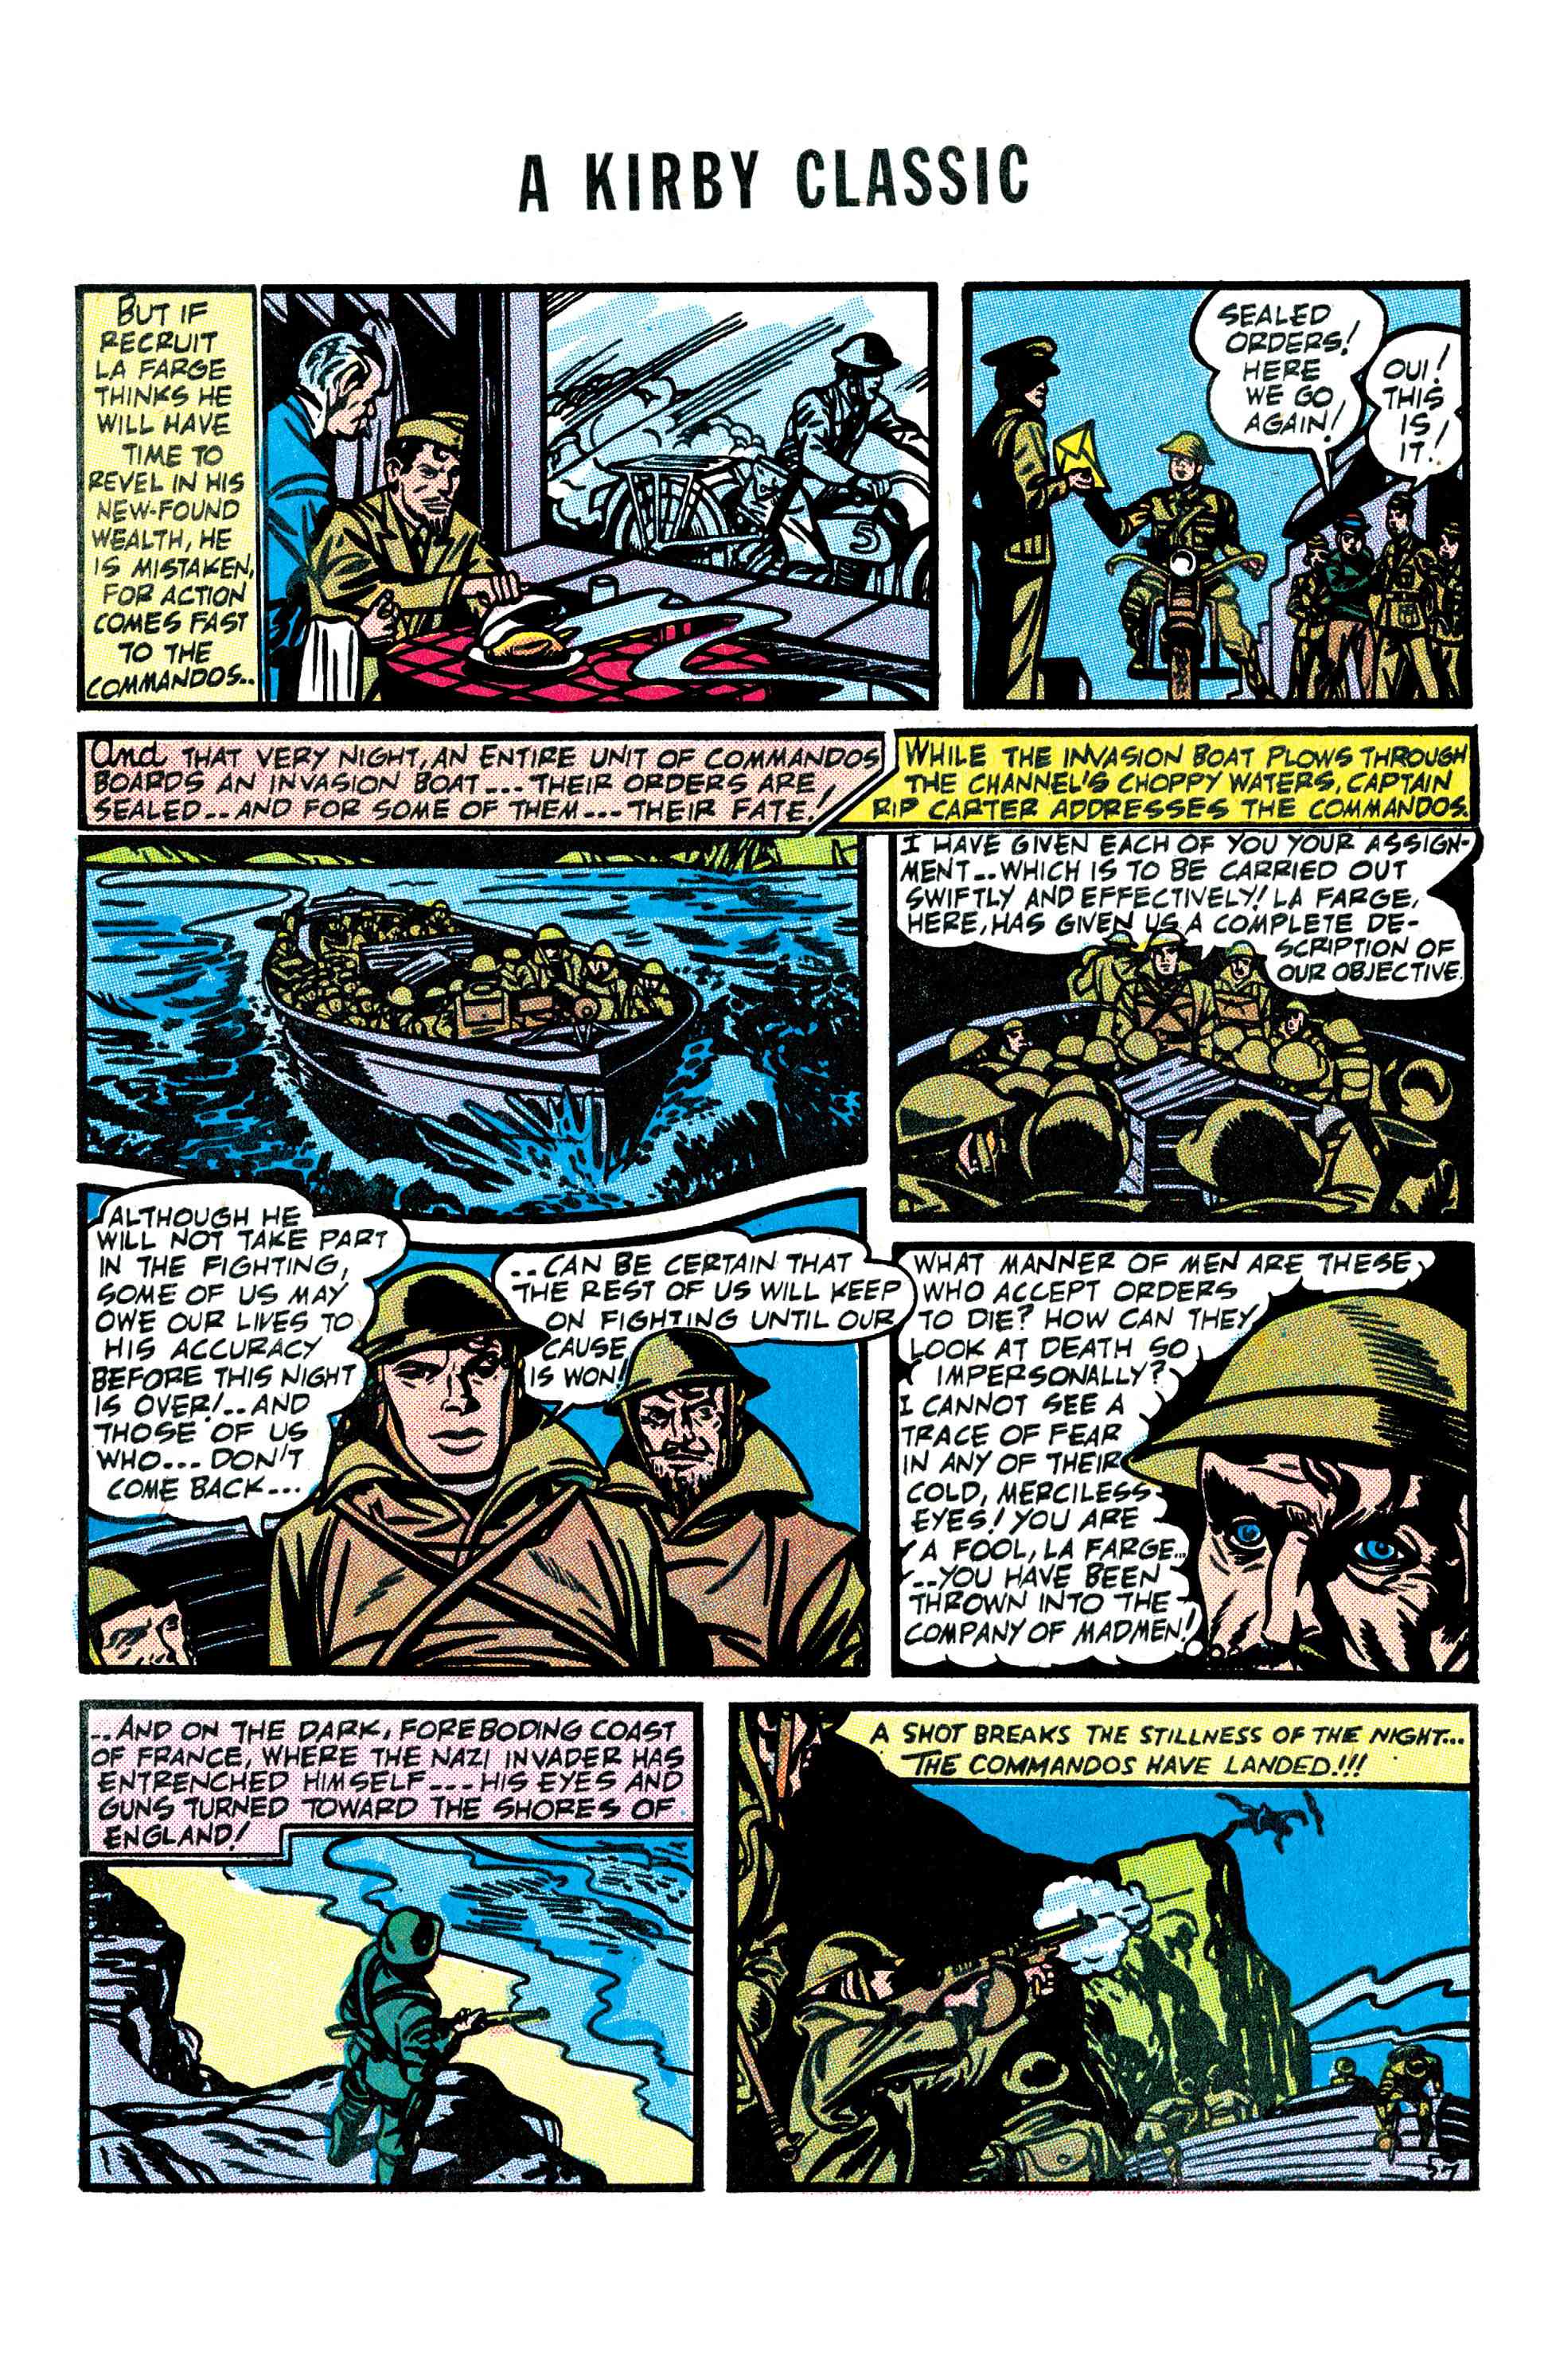 A KIRBY CLASSIC
BUT IF
RECRUIT
LA FARGE
THINKS HE
WILL HAVE
TIME TO
REVEL IN HIS
NEW-FOUND
WEALTH, HE
IS MISTAKEN,
FOR ACTION
COMES FAST
TO THE
COMMANDOS..
5
SEALED
ORDERS!
HERE
WE GO
AGAIN!
OUI!
THIS
IS
IT!
And THAT VERY NIGHT, AN ENTIRE UNIT OF COMMANDOS
BOARDS AN INVASION BOAT... THEIR ORDERS ARE
SEALED.. AND FOR SOME OF THEM... THEIR FATE!
WHILE THE INVASION BOAT PLOWS THROUGH
THE CHANNEL'S CHOPPY WATERS, CAPTAIN
RIP CARTER ADDRESSES THE COMMANDOS.
I HAVE GIVEN EACH OF YOU YOUR ASSIGN-
MENT... WHICH IS TO BE CARRIED OUT
SWIFTLY AND EFFECTIVELY! LA FARGE,
HERE, HAS GIVEN US A COMPLETE DE-
SCRIPTION OF
OUR OBJECTIVE.
ALTHOUGH HE
WILL NOT TAKE PART
IN THE FIGHTING,
SOME OF US MAY
OWE OUR LIVES TO
HIS ACCURACY
BEFORE THIS NIGHT
IS OVER!.. AND
THOSE OF US
WHO... DON'T
COME BACK...
..CAN BE CERTAIN THAT
THE REST OF US WILL KEEP
ON FIGHTING UNTIL OUR
CAUSE
IS WON!
WHAT MANNER OF MEN ARE THESE
WHO ACCEPT ORDERS
TO DIE? HOW CAN THEY
LOOK AT DEATH SO
IMPERSONALLY?
I CANNOT SEE A
TRACE OF FEAR
IN ANY OF THEIR
COLD, MERCILESS
EYES! YOU ARE
A FOOL, LA FARGE...
..YOU HAVE BEEN
THROWN INTO THE
COMPANY OF MADMEN!
..AND ON THE DARK, FOREBODING COAST
OF FRANCE, WHERE THE NAZI INVADER HAS
ENTRENCHED HIMSELF... HIS EYES AND
GUNS TURNED TOWARD THE SHORES OF
ENGLAND!
A SHOT BREAKS THE STILLNESS OF THE NIGHT...
THE COMMANDOS HAVE LANDED!!!